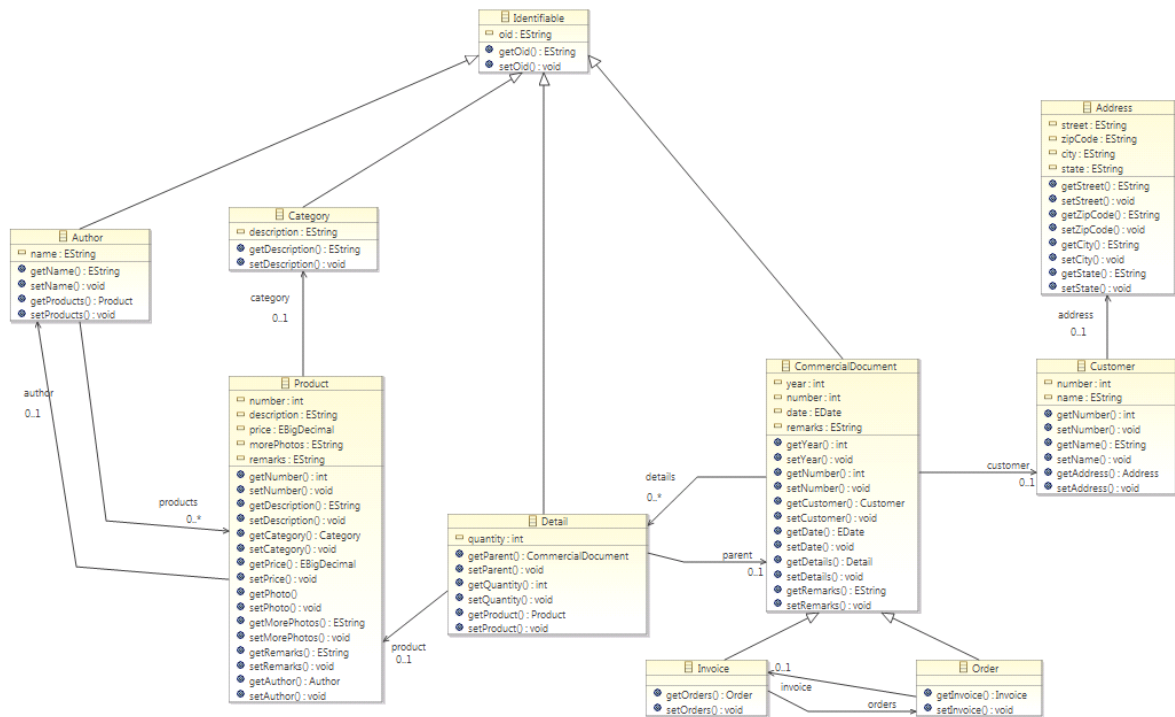 Identifiable
oid : EString
getOid() : EString
setOid() : void
Address
street : EString
zipCode : EString
city : EString
state : EString
getStreet() : EString
setStreet() : void
getZipCode() : EString
setZipCode() : void
getCity() : EString
setCity() : void
getState() : EString
setState() : void
Category
description : EString
getDescription() : EString
setDescription() : void
Author
name : EString
getName() : EString
setName() : void
getProducts() : Product
setProducts() : void
category
0..1
address
0..1
author
0..1
Product
number : int
description : EString
price : EBigDecimal
morePhotos : EString
remarks : EString
getNumber() : int
setNumber() : void
getDescription() : EString
setDescription() : void
getCategory() : Category
setCategory() : void
getPrice() : EBigDecimal
setPrice() : void
getPhoto()
setPhoto() : void
getMorePhotos() : EString
setMorePhotos() : void
getRemarks() : EString
setRemarks() : void
getAuthor() : Author
setAuthor() : void
products
0..*
CommercialDocument
year : int
number : int
date : EDate
remarks : EString
getYear() : int
setYear() : void
getNumber() : int
setNumber() : void
getCustomer() : Customer
setCustomer() : void
getDate() : EDate
setDate() : void
getDetails() : Detail
setDetails() : void
getRemarks() : EString
setRemarks() : void
Customer
number : int
name : EString
getNumber() : int
setNumber() : void
getName() : EString
setName() : void
getAddress() : Address
setAddress() : void
customer
0..1
details
0..*
Detail
quantity : int
getParent() : CommercialDocument
setParent() : void
getQuantity() : int
setQuantity() : void
getProduct() : Product
setProduct() : void
parent
0..1
product
0..1
Invoice
getOrders() : Order
setOrders() : void
0..1
invoice
orders
Order
getInvoice() : Invoice
setInvoice() : void